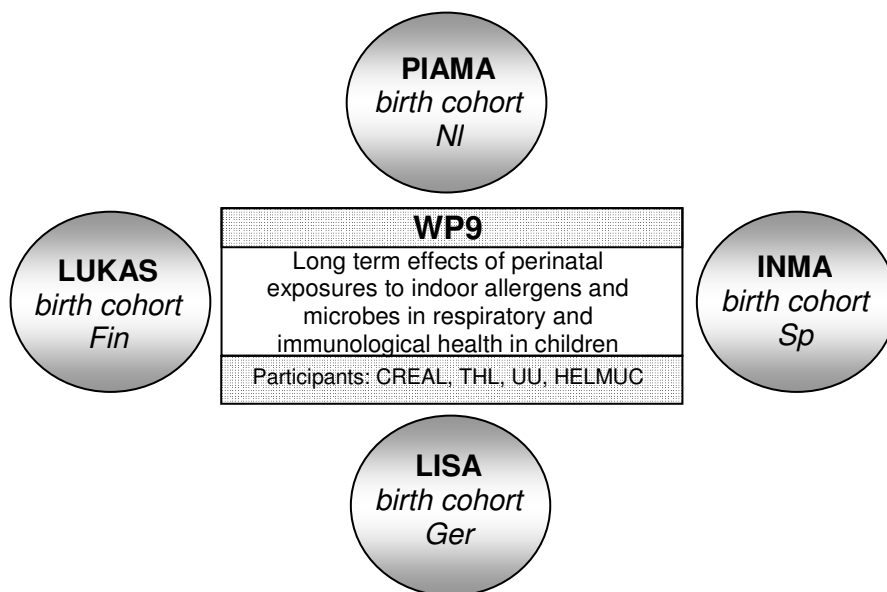 PIAMA
birth cohort
Nl
WP9
Long term effects of perinatal
exposures to indoor allergens and
microbes in respiratory and
immunological health in children
Participants: CREAL, THL, UU, HELMUC
LUKAS
birth cohort
Fin
INMA
birth cohort
Sp
LISA
birth cohort
Ger